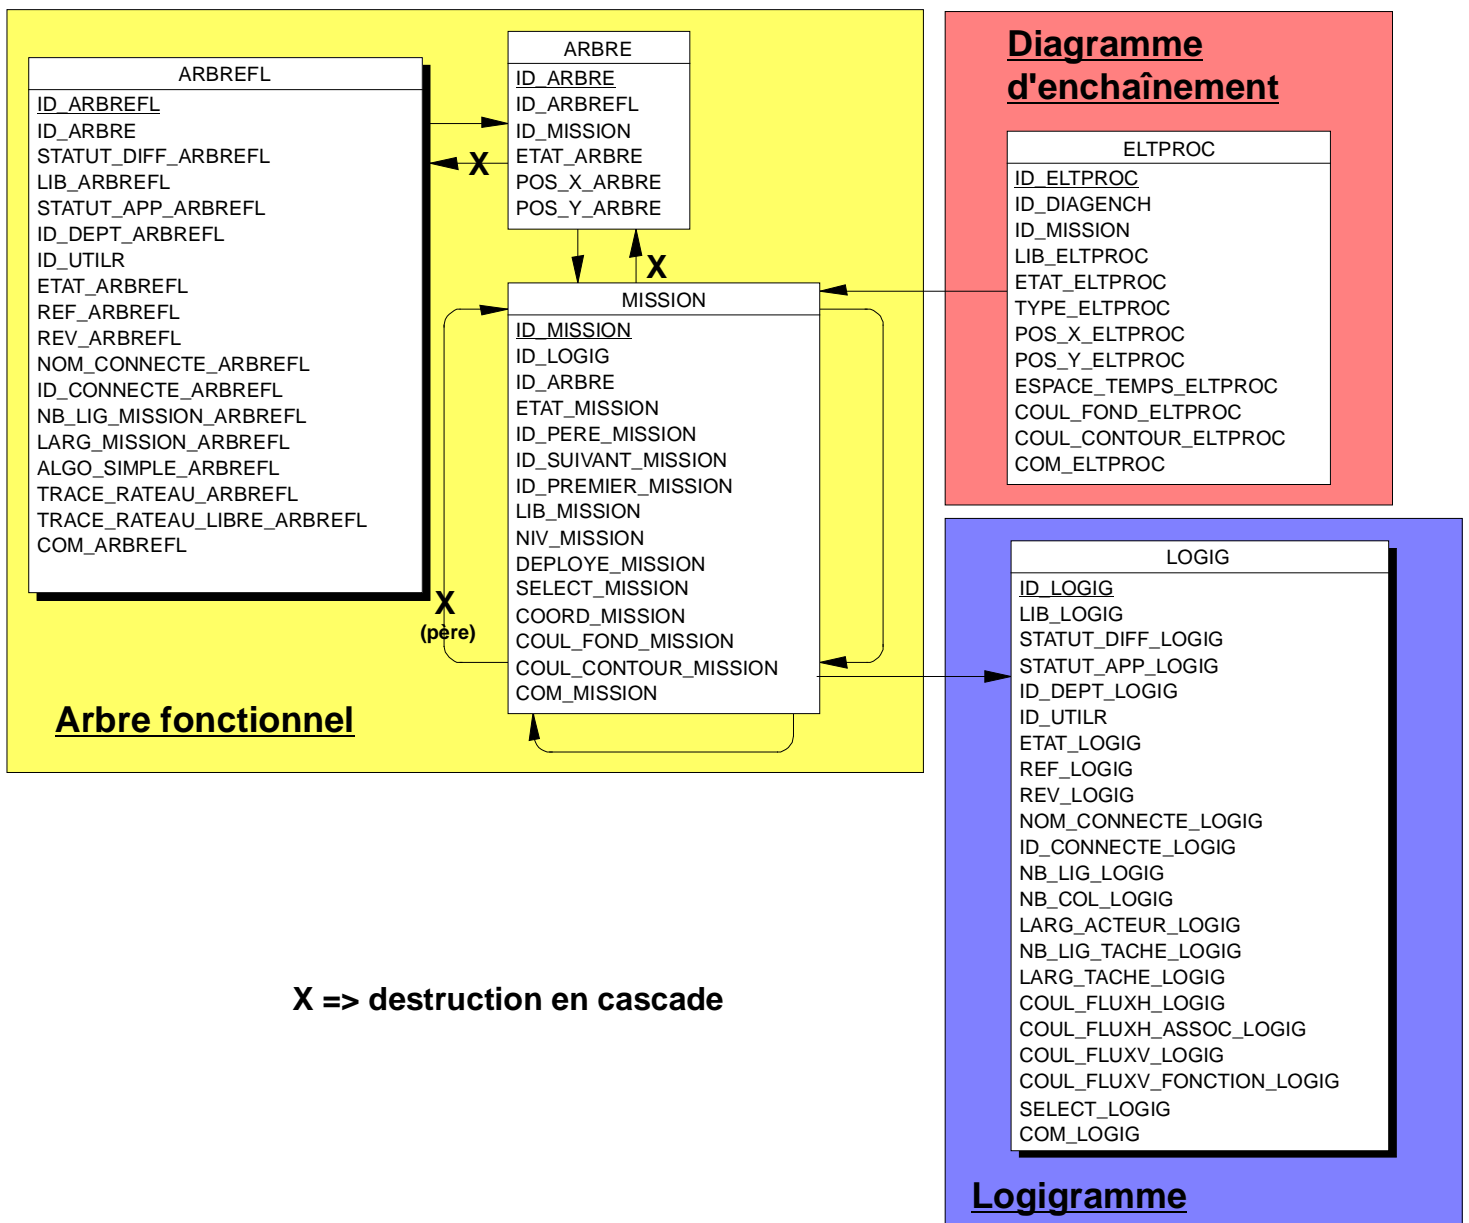 ARBREFL
ID_ARBREFL
ID_ARBRE
STATUT_DIFF_ARBREFL
LIB_ARBREFL
STATUT_APP_ARBREFL
ID_DEPT_ARBREFL
ID_UTILR
ETAT_ARBREFL
REF_ARBREFL
REV_ARBREFL
NOM_CONNECTE_ARBREFL
ID_CONNECTE_ARBREFL
NB_LIG_MISSION_ARBREFL
LARG_MISSION_ARBREFL
ALGO_SIMPLE_ARBREFL
TRACE_RATEAU_ARBREFL
TRACE_RATEAU_LIBRE_ARBREFL
COM_ARBREFL
ARBRE
ID_ARBRE
ID_ARBREFL
ID_MISSION
ETAT_ARBRE
POS_X_ARBRE
POS_Y_ARBRE
X
X
MISSION
ID_MISSION
ID_LOGIG
ID_ARBRE
ETAT_MISSION
ID_PERE_MISSION
ID_SUIVANT_MISSION
ID_PREMIER_MISSION
LIB_MISSION
NIV_MISSION
DEPLOYE_MISSION
SELECT_MISSION
COORD_MISSION
COUL_FOND_MISSION
COUL_CONTOUR_MISSION
COM_MISSION
X
(père)
Arbre fonctionnel
Diagramme
d'enchaînement
ELTPROC
ID_ELTPROC
ID_DIAGENCH
ID_MISSION
LIB_ELTPROC
ETAT_ELTPROC
TYPE_ELTPROC
POS_X_ELTPROC
POS_Y_ELTPROC
ESPACE_TEMPS_ELTPROC
COUL_FOND_ELTPROC
COUL_CONTOUR_ELTPROC
COM_ELTPROC
LOGIG
ID_LOGIG
LIB_LOGIG
STATUT_DIFF_LOGIG
STATUT_APP_LOGIG
ID_DEPT_LOGIG
ID_UTILR
ETAT_LOGIG
REF_LOGIG
REV_LOGIG
NOM_CONNECTE_LOGIG
ID_CONNECTE_LOGIG
NB_LIG_LOGIG
NB_COL_LOGIG
LARG_ACTEUR_LOGIG
NB_LIG_TACHE_LOGIG
LARG_TACHE_LOGIG
COUL_FLUXH_LOGIG
COUL_FLUXH_ASSOC_LOGIG
COUL_FLUXV_LOGIG
COUL_FLUXV_FONCTION_LOGIG
SELECT_LOGIG
COM_LOGIG
Logigramme
X => destruction en cascade